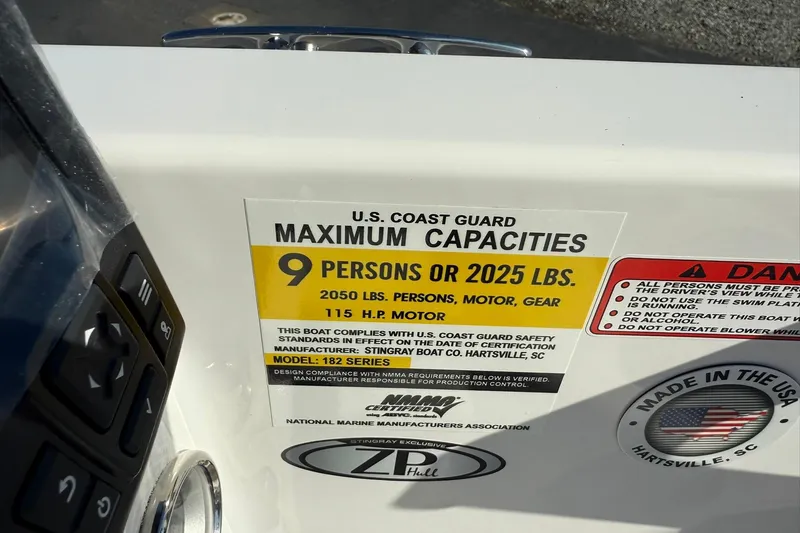 U.S. COAST GUARD
MAXIMUM CAPACITIES
9 PERSONS OR 2025 LBS.
2050 LBS. PERSONS, MOTOR, GEAR
115 H.P. MOTOR
THIS BOAT COMPLIES WITH U.S. COAST GUARD SAFETY
STANDARDS IN EFFECT ON THE DATE OF CERTIFICATION
MANUFACTURER: STINGRAY BOAT CO. HARTSVILLE, SC
MODEL: 182 SERIES
DESIGN COMPLIANCE WITH NMMA REQUIREMENTS BELOW IS VERIFIED.
MANUFACTURER RESPONSIBLE FOR PRODUCTION CONTROL.
NMMA
CERTIFIED
using ABYC
NATIONAL MARINE MANUFACTURERS ASSOCIATION
STINGRAY EXCLUSIVE
ZP Hull
DAN
ALL PERSONS MUST BE PR
THE DRIVER'S VIEW WHILE
DO NOT USE THE SWIM PLAT
IS RUNNING.
DO NOT OPERATE THIS BOAT W
OR ALCOHOL.
DO NOT OPERATE BLOWER WHIL
MADE IN THE USA
HARTSVILLE, SC